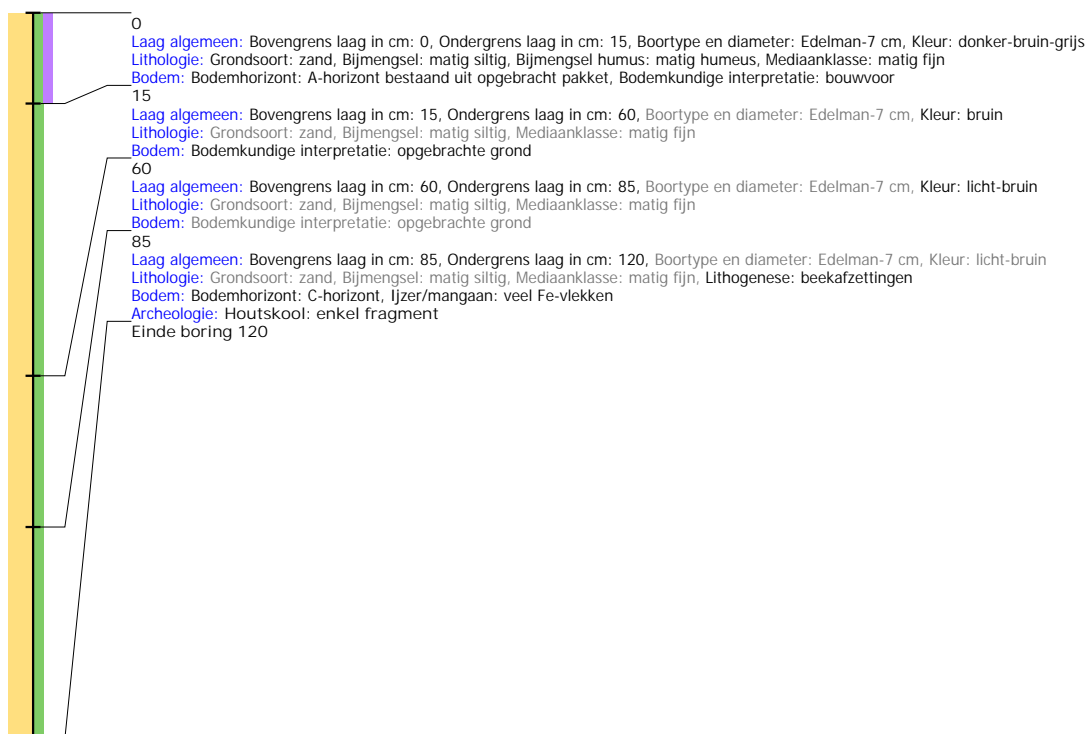 0
Laag algemeen: Bovengrens laag in cm: 0, Ondergrens laag in cm: 15, Boortype en diameter: Edelman-7 cm, Kleur: donker-bruin-grijs
Lithologie: Grondsoort: zand, Bijmengsel: matig siltig, Bijmengsel humus: matig humeus, Mediaanklasse: matig fijn
Bodem: Bodemhorizont: A-horizont bestaand uit opgebracht pakket, Bodemkundige interpretatie: bouwvoor
15
Laag algemeen: Bovengrens laag in cm: 15, Ondergrens laag in cm: 60, Boortype en diameter: Edelman-7 cm, Kleur: bruin
Lithologie: Grondsoort: zand, Bijmengsel: matig siltig, Mediaanklasse: matig fijn
Bodem: Bodemkundige interpretatie: opgebrachte grond
60
Laag algemeen: Bovengrens laag in cm: 60, Ondergrens laag in cm: 85, Boortype en diameter: Edelman-7 cm, Kleur: licht-bruin
Lithologie: Grondsoort: zand, Bijmengsel: matig siltig, Mediaanklasse: matig fijn
Bodem: Bodemkundige interpretatie: opgebrachte grond
85
Laag algemeen: Bovengrens laag in cm: 85, Ondergrens laag in cm: 120, Boortype en diameter: Edelman-7 cm, Kleur: licht-bruin
Lithologie: Grondsoort: zand, Bijmengsel: matig siltig, Mediaanklasse: matig fijn, Lithogenese: beekafzettingen
Bodem: Bodemhorizont: C-horizont, Ijzer/mangaan: veel Fe-vlekken
Archeologie: Houtskool: enkel fragment
Einde boring 120